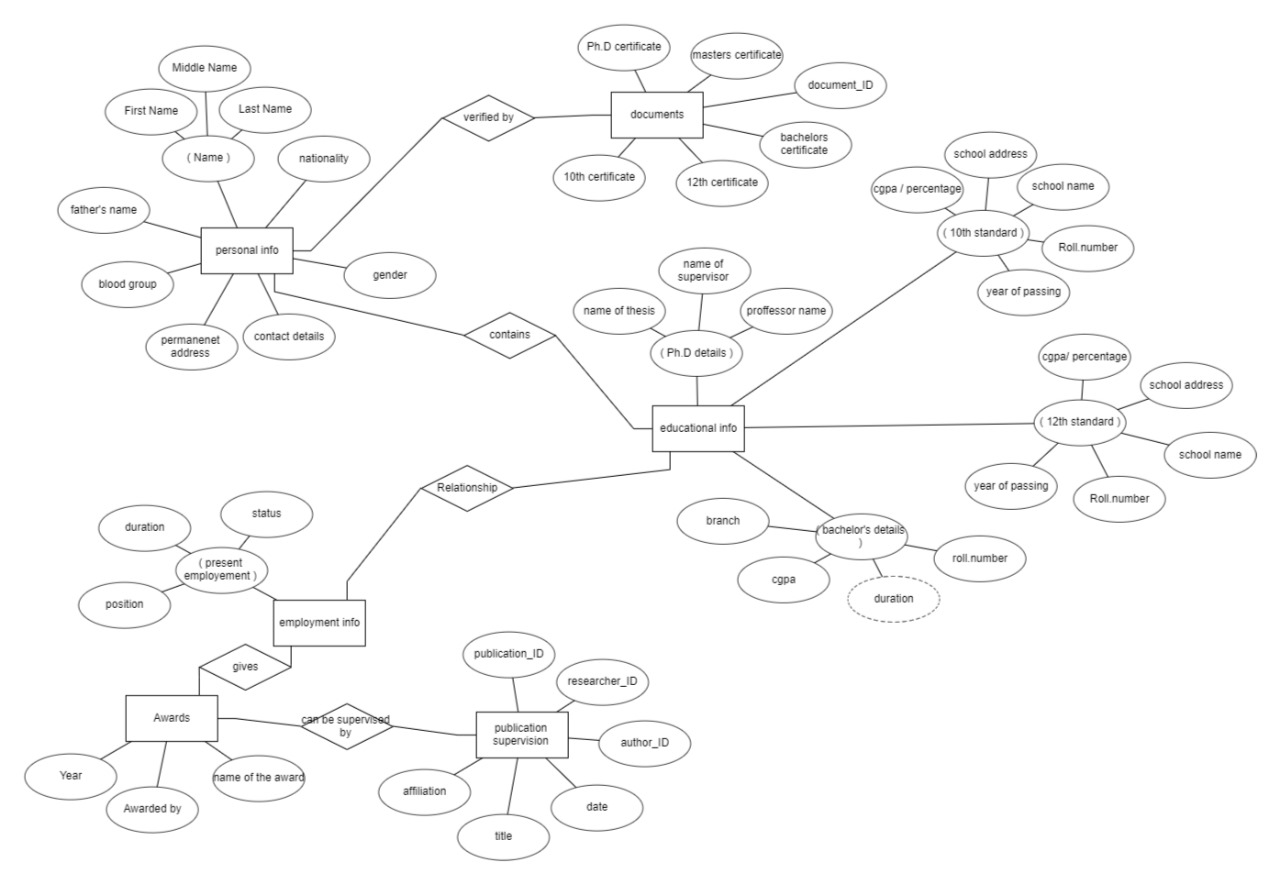 Ph.D certificate
masters certificate
Middle Name
document_ID
First Name
Last Name
verified by
documents
bachelors
certificate
( Name )
nationality
school address
10th certificate
12th certificate
cgpa / percentage
school name
father's name
( 10th standard )
personal info
Roll.number
name of
supervisor
gender
blood group
year of passing
name of thesis
proffessor name
contains
contact details
permanenet
address
( Ph.D details )
cgpa/ percentage
school address
( 12th standard )
educational info
school name
Relationship
year of passing
Roll.number
status
duration
branch
( bachelor's details
)
roll.number
( present
employement )
cgpa
duration
position
employment info
publication_ID
gives
researcher_ID
Awards
can be supervised
by
publication
supervision
author_ID
Year
name of the award
affiliation
Awarded by
date
title